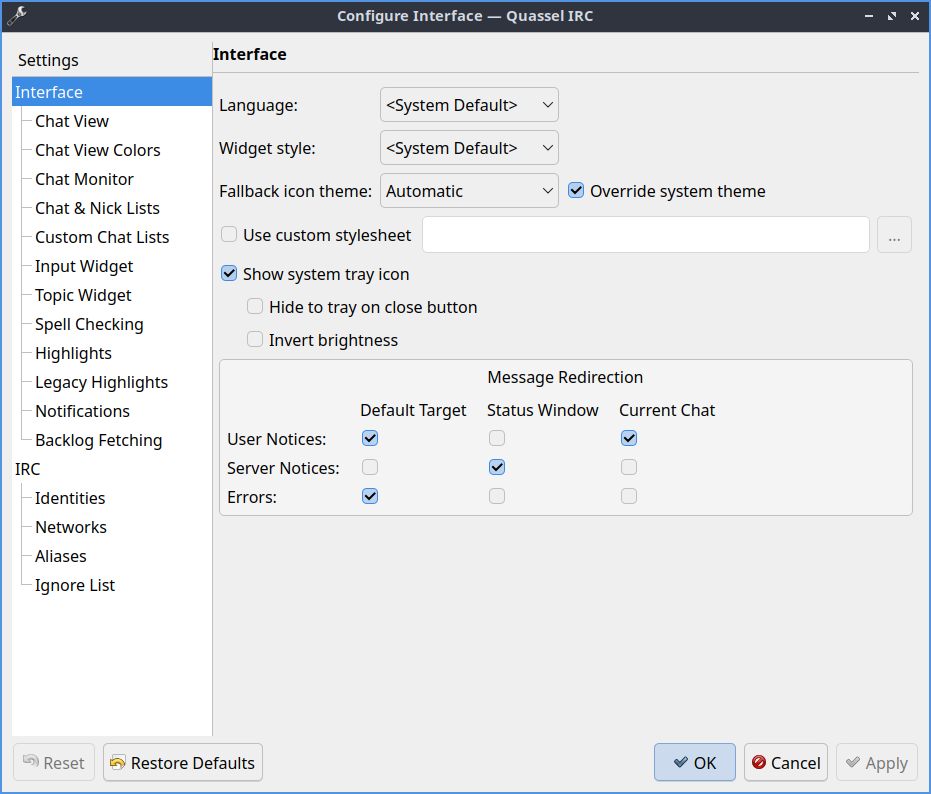 Configure Interface — Quassel IRC
Settings
Interface
Chat View
Chat View Colors
Chat Monitor
Chat & Nick Lists
Custom Chat Lists
Input Widget
Topic Widget
Spell Checking
Highlights
Legacy Highlights
Notifications
Backlog Fetching
IRC
Identities
Networks
Aliases
Ignore List
Interface
Language: <System Default>
Widget style: <System Default>
Fallback icon theme: Automatic Override system theme
Use custom stylesheet ...
Show system tray icon
Hide to tray on close button
Invert brightness
Message Redirection
Default Target Status Window Current Chat
User Notices:
Server Notices:
Errors:
Reset Restore Defaults OK Cancel Apply